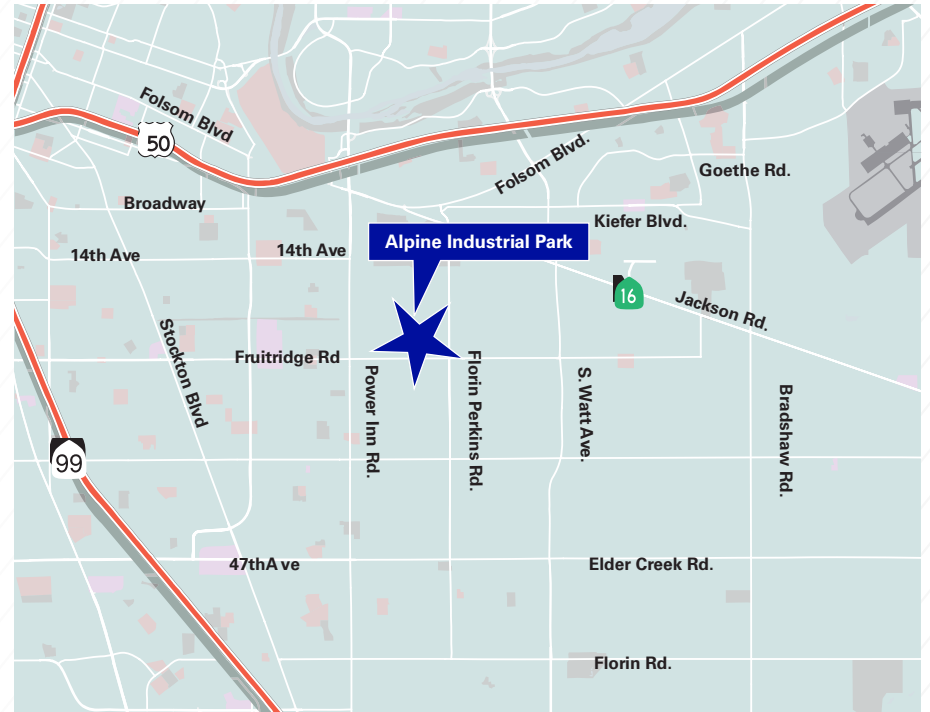 Folsom Blvd
50
Folsom Blvd.
Goethe Rd.
Broadway
Kiefer Blvd.
14th Ave
14th Ave
Alpine Industrial Park
16
Jackson Rd.
Stockton Blvd
Fruitridge Rd
Power Inn Rd.
Florin Perkins Rd.
S. Watt Ave.
Bradshaw Rd.
99
47thA ve
Elder Creek Rd.
Florin Rd.